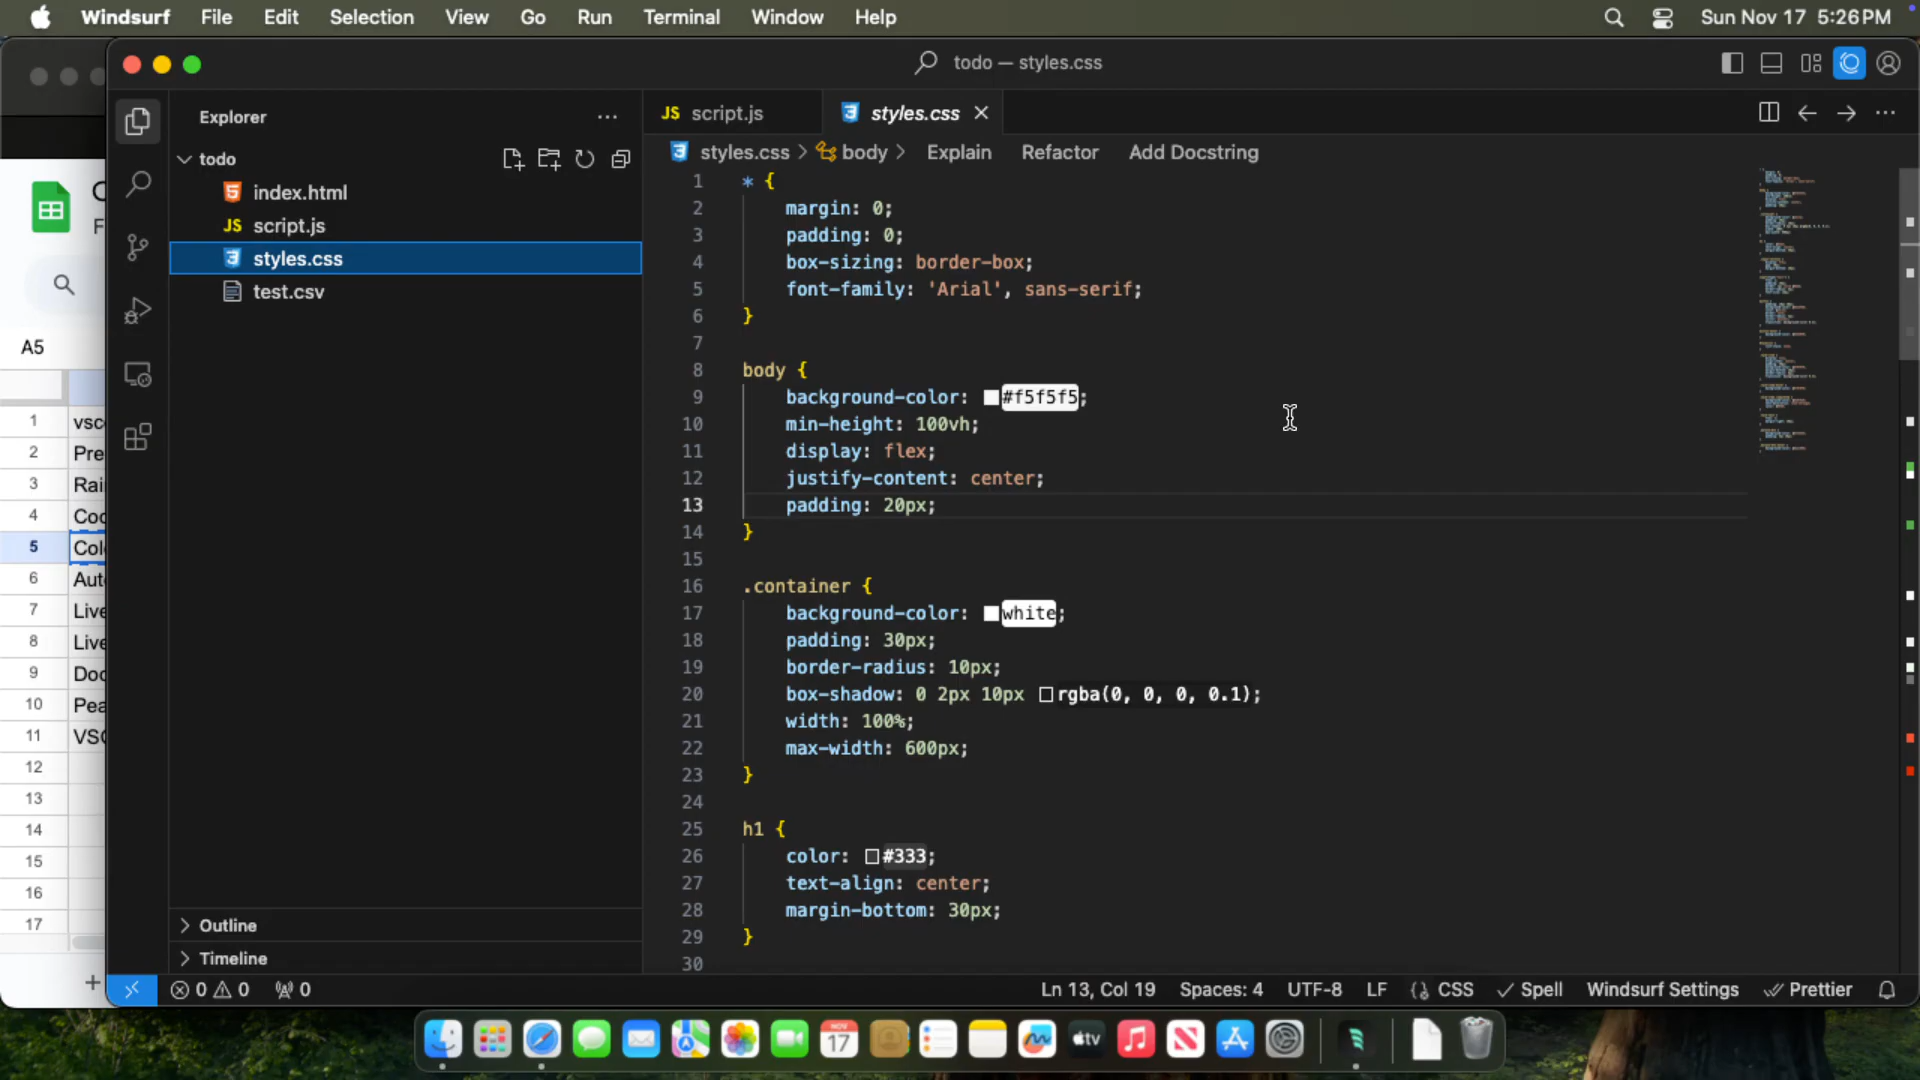 Windsurf File Edit Selection View Go Run Terminal Window Help Sun Nov 17 5:26 PM
todo — styles.css
Explorer
todo
index.html
script.js
styles.css
test.csv
Outline
Timeline
A5
1 vsc
2 Pre
3 Rai
4 Coo
5 Col
6 Aut
7 Live
8 Live
9 Doc
10 Pea
11 VSC
12
13
14
15
16
17
JS script.js styles.css
styles.css > body > Explain Refactor Add Docstring
1 * {
2 margin: 0;
3 padding: 0;
4 box-sizing: border-box;
5 font-family: 'Arial', sans-serif;
6 }
7
8 body {
9 background-color: #f5f5f5;
10 min-height: 100vh;
11 display: flex;
12 justify-content: center;
13 padding: 20px;
14 }
15
16 .container {
17 background-color: white;
18 padding: 30px;
19 border-radius: 10px;
20 box-shadow: 0 2px 10px rgba(0, 0, 0, 0.1);
21 width: 100%;
22 max-width: 600px;
23 }
24
25 h1 {
26 color: #333;
27 text-align: center;
28 margin-bottom: 30px;
29 }
30
0 0 0 Ln 13, Col 19 Spaces: 4 UTF-8 LF CSS Spell Windsurf Settings Prettier
NOV
17
tv